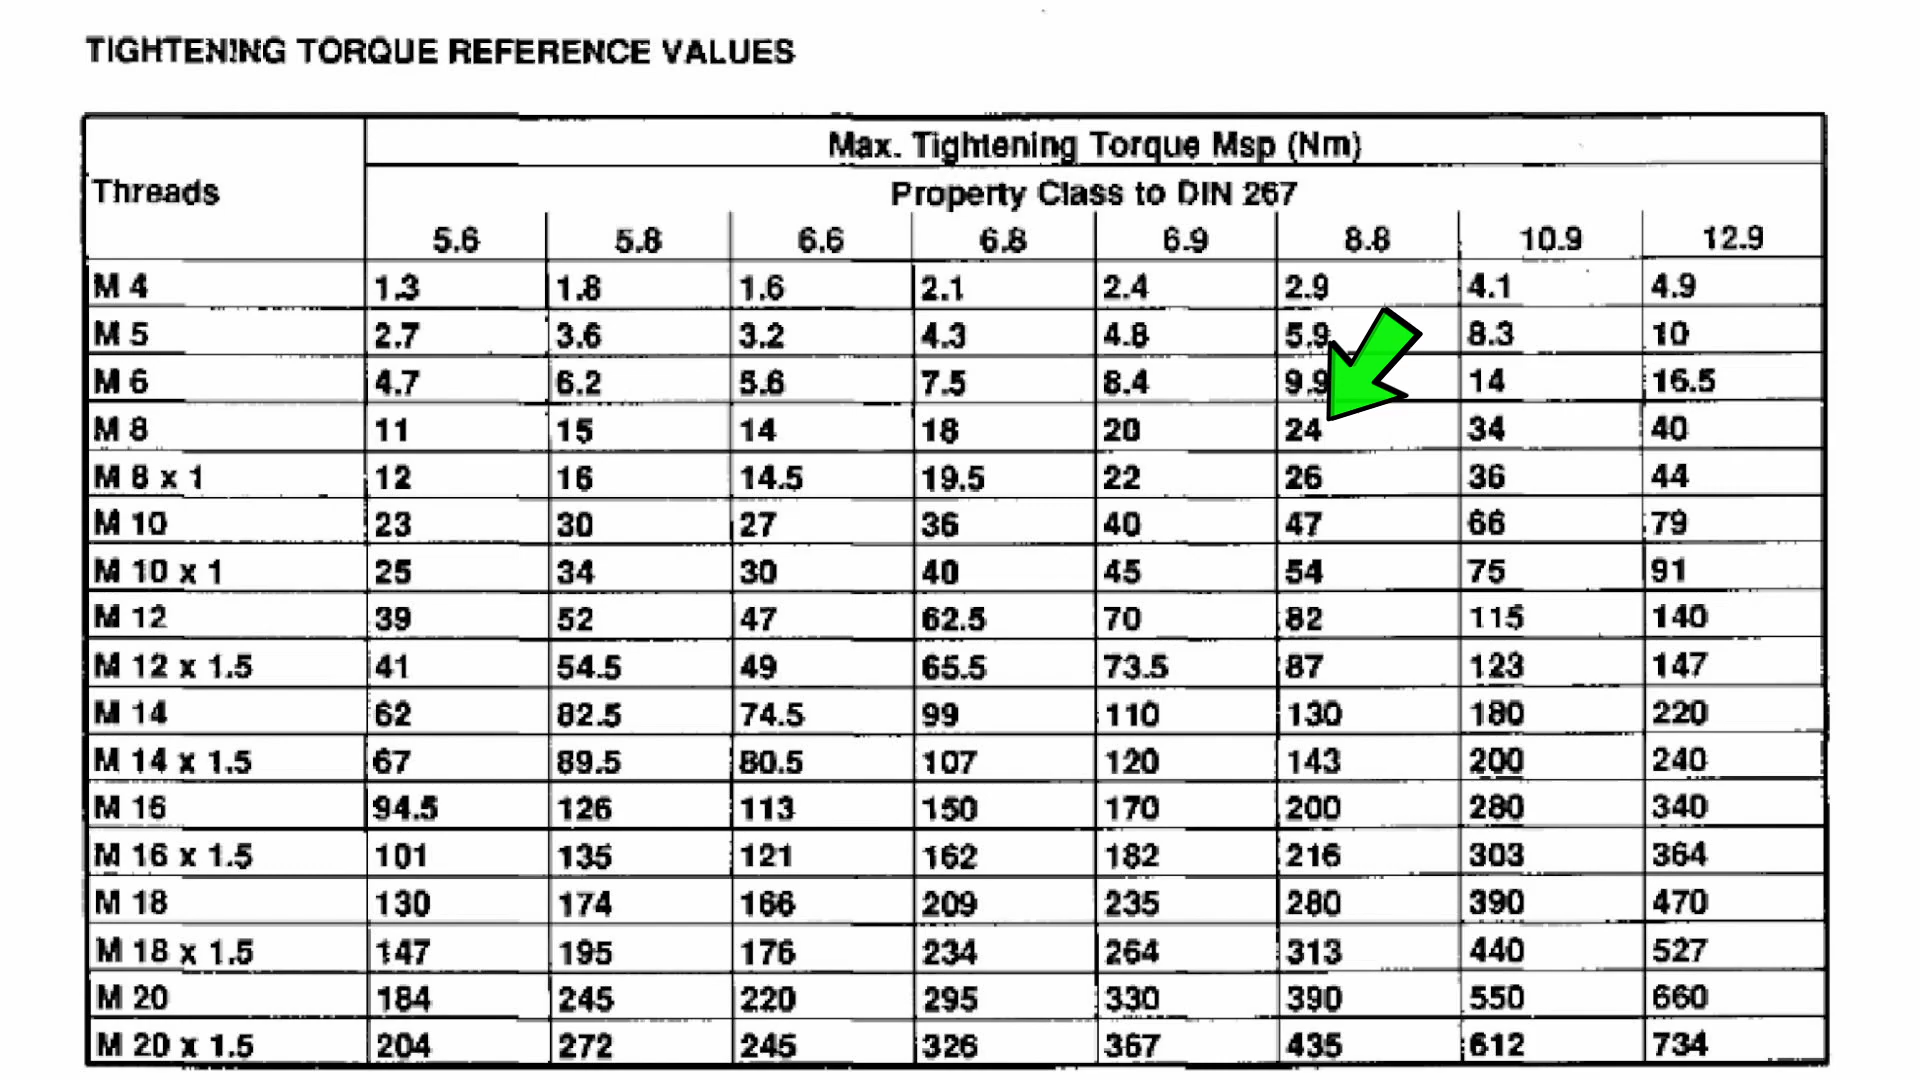 TIGHTENING TORQUE REFERENCE VALUES
Max. Tightening Torque Msp (Nm)
Threads
Property Class to DIN 267
5.6 5.8 6.6 6.8 6.9 8.8 10.9 12.9
M 4 1.3 1.8 1.6 2.1 2.4 2.9 4.1 4.9
M 5 2.7 3.6 3.2 4.3 4.8 5.9 8.3 10
M 6 4.7 6.2 5.6 7.5 8.4 9.9 14 16.5
M 8 11 15 14 18 20 24 34 40
M 8 x 1 12 16 14.5 19.5 22 26 36 44
M 10 23 30 27 36 40 47 66 79
M 10 x 1 25 34 30 40 45 54 75 91
M 12 39 52 47 62.5 70 82 115 140
M 12 x 1.5 41 54.5 49 65.5 73.5 87 123 147
M 14 62 82.5 74.5 99 110 130 180 220
M 14 x 1.5 67 89.5 80.5 107 120 143 200 240
M 16 94.5 126 113 150 170 200 280 340
M 16 x 1.5 101 135 121 162 182 216 303 364
M 18 130 174 166 209 235 280 390 470
M 18 x 1.5 147 195 176 234 264 313 440 527
M 20 184 245 220 295 330 390 550 660
M 20 x 1.5 204 272 245 326 367 435 612 734